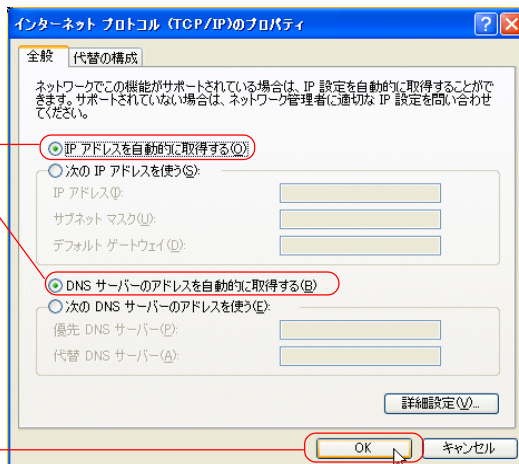 インターネット プロトコル (TCP/IP)のプロパティ
全般
代替の構成
ネットワークでこの機能がサポートされている場合は、IP 設定を自動的に取得することがで
きます。サポートされていない場合は、ネットワーク管理者に適切な IP 設定を問い合わせ
てください。
IP アドレスを自動的に取得する(O)
次の IP アドレスを使う(S):
IP アドレス(I):
サブネット マスク(U):
デフォルト ゲートウェイ(D):
DNS サーバーのアドレスを自動的に取得する(B)
次の DNS サーバーのアドレスを使う(E):
優先 DNS サーバー(P):
代替 DNS サーバー(A):
詳細設定(V)...
OK
キャンセル